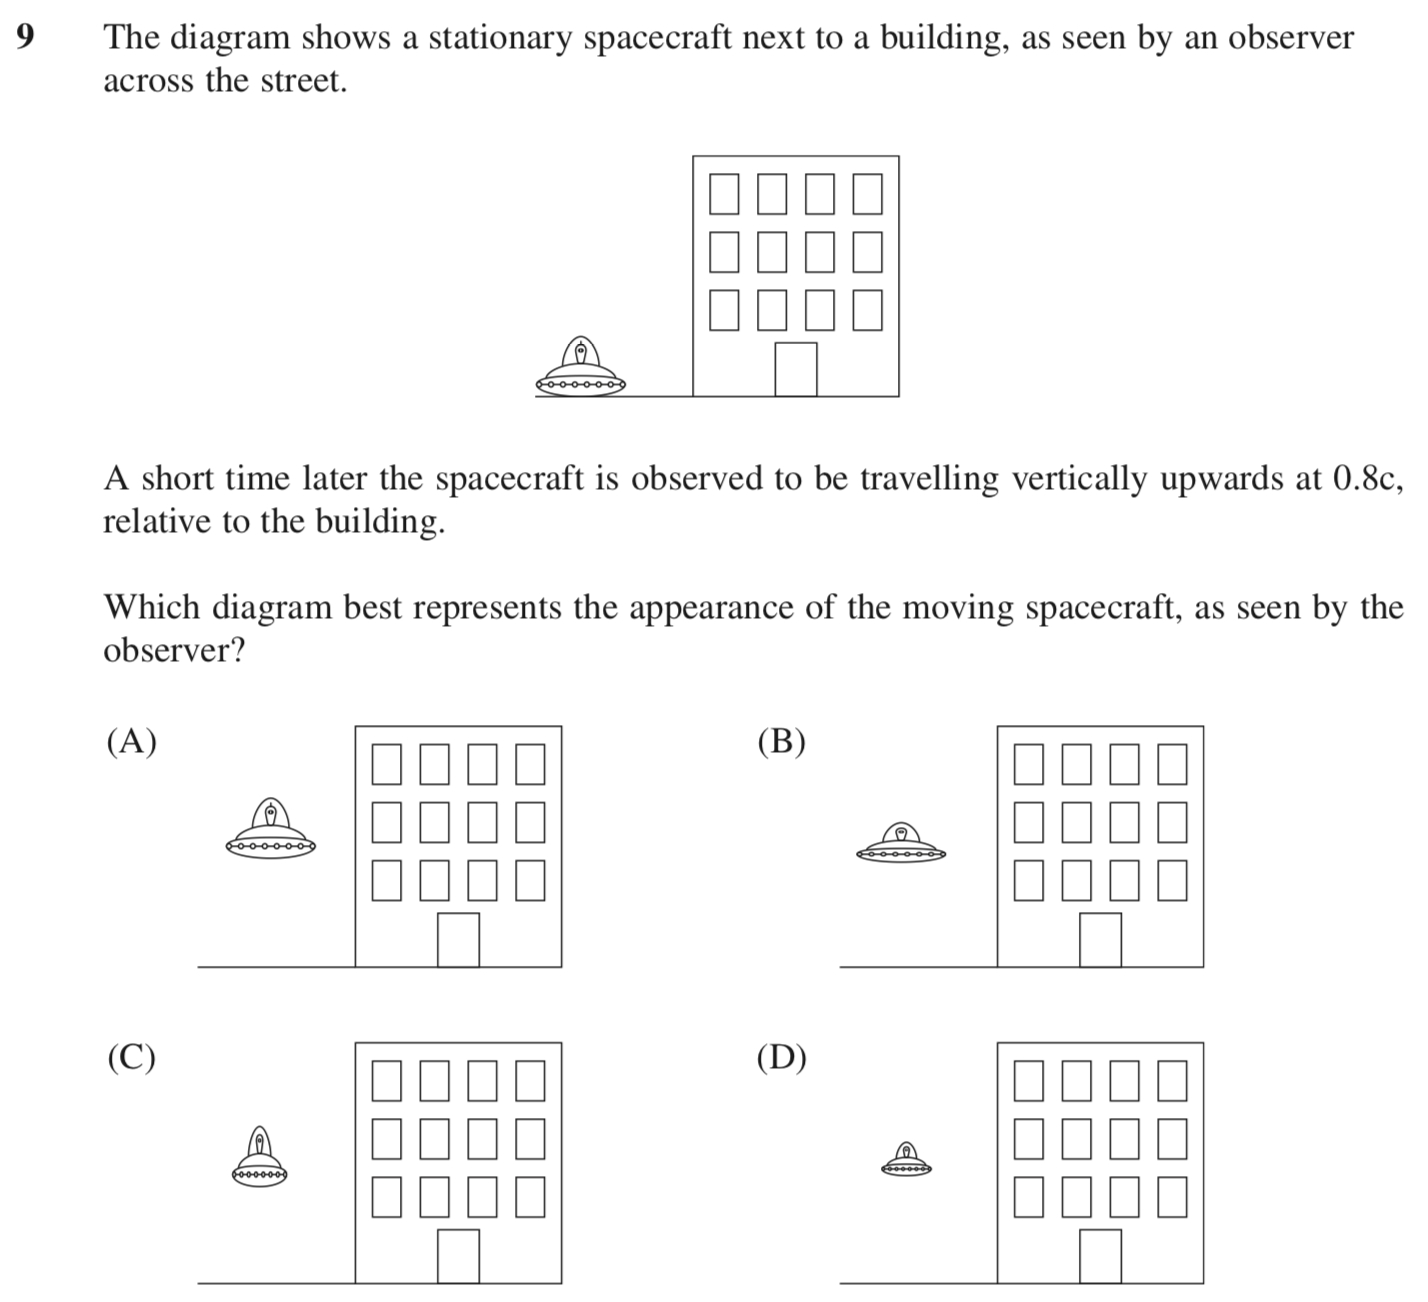 9 The diagram shows a stationary spacecraft next to a building, as seen by an observer
across the street.
A short time later the spacecraft is observed to be travelling vertically upwards at 0.8c,
relative to the building.
Which diagram best represents the appearance of the moving spacecraft, as seen by the
observer?
(A) (B)
(C) (D)